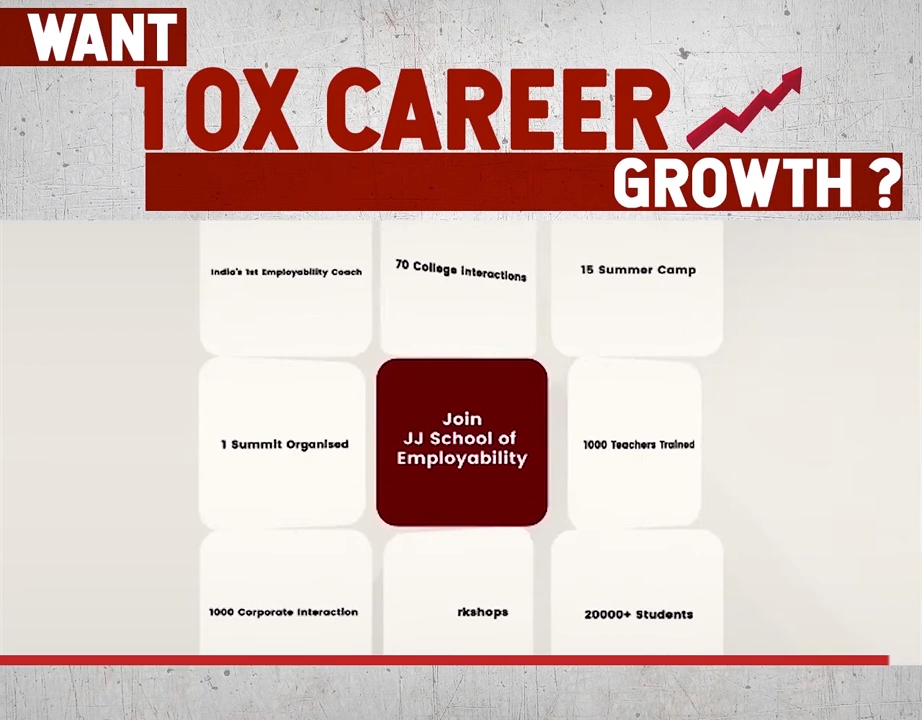 WANT
10X CAREER
GROWTH ?
India's 1st Employability Coach
70 College Interactions
15 Summer Camp
1 Summit Organised
Join
JJ School of
Employability
1000 Teachers Trained
1000 Corporate Interaction
rkshops
20000+ Students